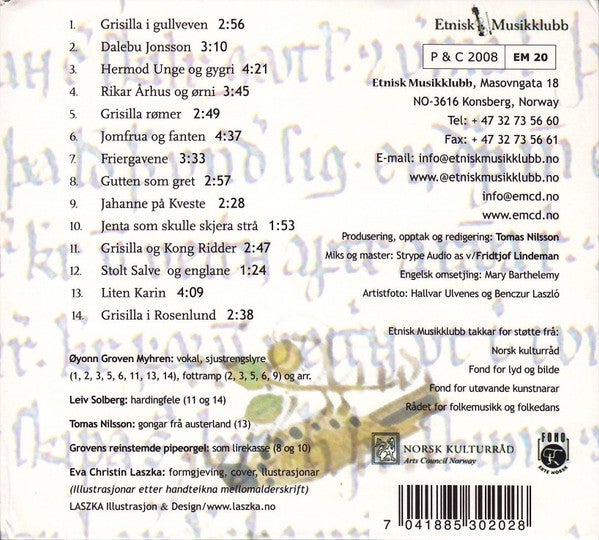 1. Grisilla i gullveven 2:56
2. Dalebu Jonsson 3:10
3. Hermod Unge og gygri 4:21
4. Rikar Århus og ørni 3:45
5. Grisilla rømer 2:49
6. Jomfrua og fanten 4:37
7. Friergavene 3:33
8. Gutten som gret 2:57
9. Jahanne på Kveste 2:28
10. Jenta som skulle skjera strå 1:53
11. Grisilla og Kong Ridder 2:47
12. Stolt Salve og englane 1:24
13. Liten Karin 4:09
14. Grisilla i Rosenlund 2:38
Øyonn Groven Myhren: vokal, sjustrengslyre
(1, 2, 3, 5, 6, 11, 13, 14), fottramp (2, 3, 5, 6, 9) og arr.
Leiv Solberg: hardingfele (11 og 14)
Tomas Nilsson: gongar frå austerland (13)
Grovens reinstemde pipeorgel: som lirekasse (8 og 10)
Eva Christin Laszka: formgjeving, cover, llustrasjonar
(Illustrasjonar etter handteikna mellomalderskrift)
LASZKA Illustrasjon & Design/www.laszka.no
Etnisk Musikklubb
P & C 2008 EM 20
Etnisk Musikklubb, Masovngata 18
NO-3616 Konsberg, Norway
Tel: + 47 32 73 56 60
Fax: + 47 32 73 56 61
E-mail: info@etniskmusikklubb.no
www.@etniskmusikklubb.no
info@emcd.no
www.emcd.no
Produsering, opptak og redigering: Tomas Nilsson
Miks og master: Strype Audio as v/Fridtjof Lindeman
Engelsk omsetjing: Mary Barthelemy
Artistfoto: Hallvar Ulvenes og Benczur Laszló
Etnisk Musikklubb takkar for støtte frå:
Norsk kulturråd
Fond for lyd og bilde
Fond for utøvande kunstnarar
Rådet for folkemusikk og folkedans
NORSK KULTURRÅD
Arts Council Norway
FONO
EKTE NORSK
7 041885 302028